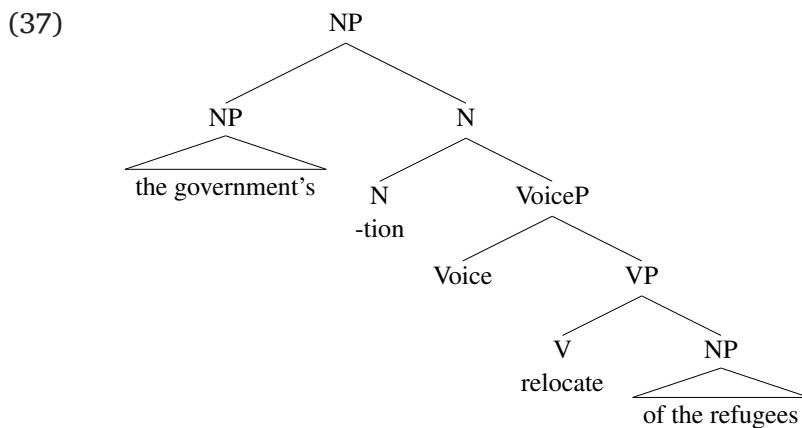 (37)
NP
NP N
the government's
N VoiceP
-tion
Voice VP
V NP
relocate
of the refugees